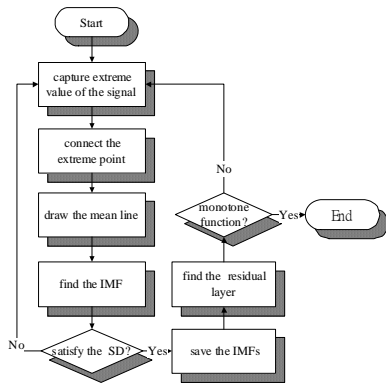 Start
capture extreme
value of the signal
connect the
extreme point
draw the mean line
find the IMF
satisfy the SD?
No
Yes
save the IMFs
find the residual
layer
monotone
function?
No
Yes
End